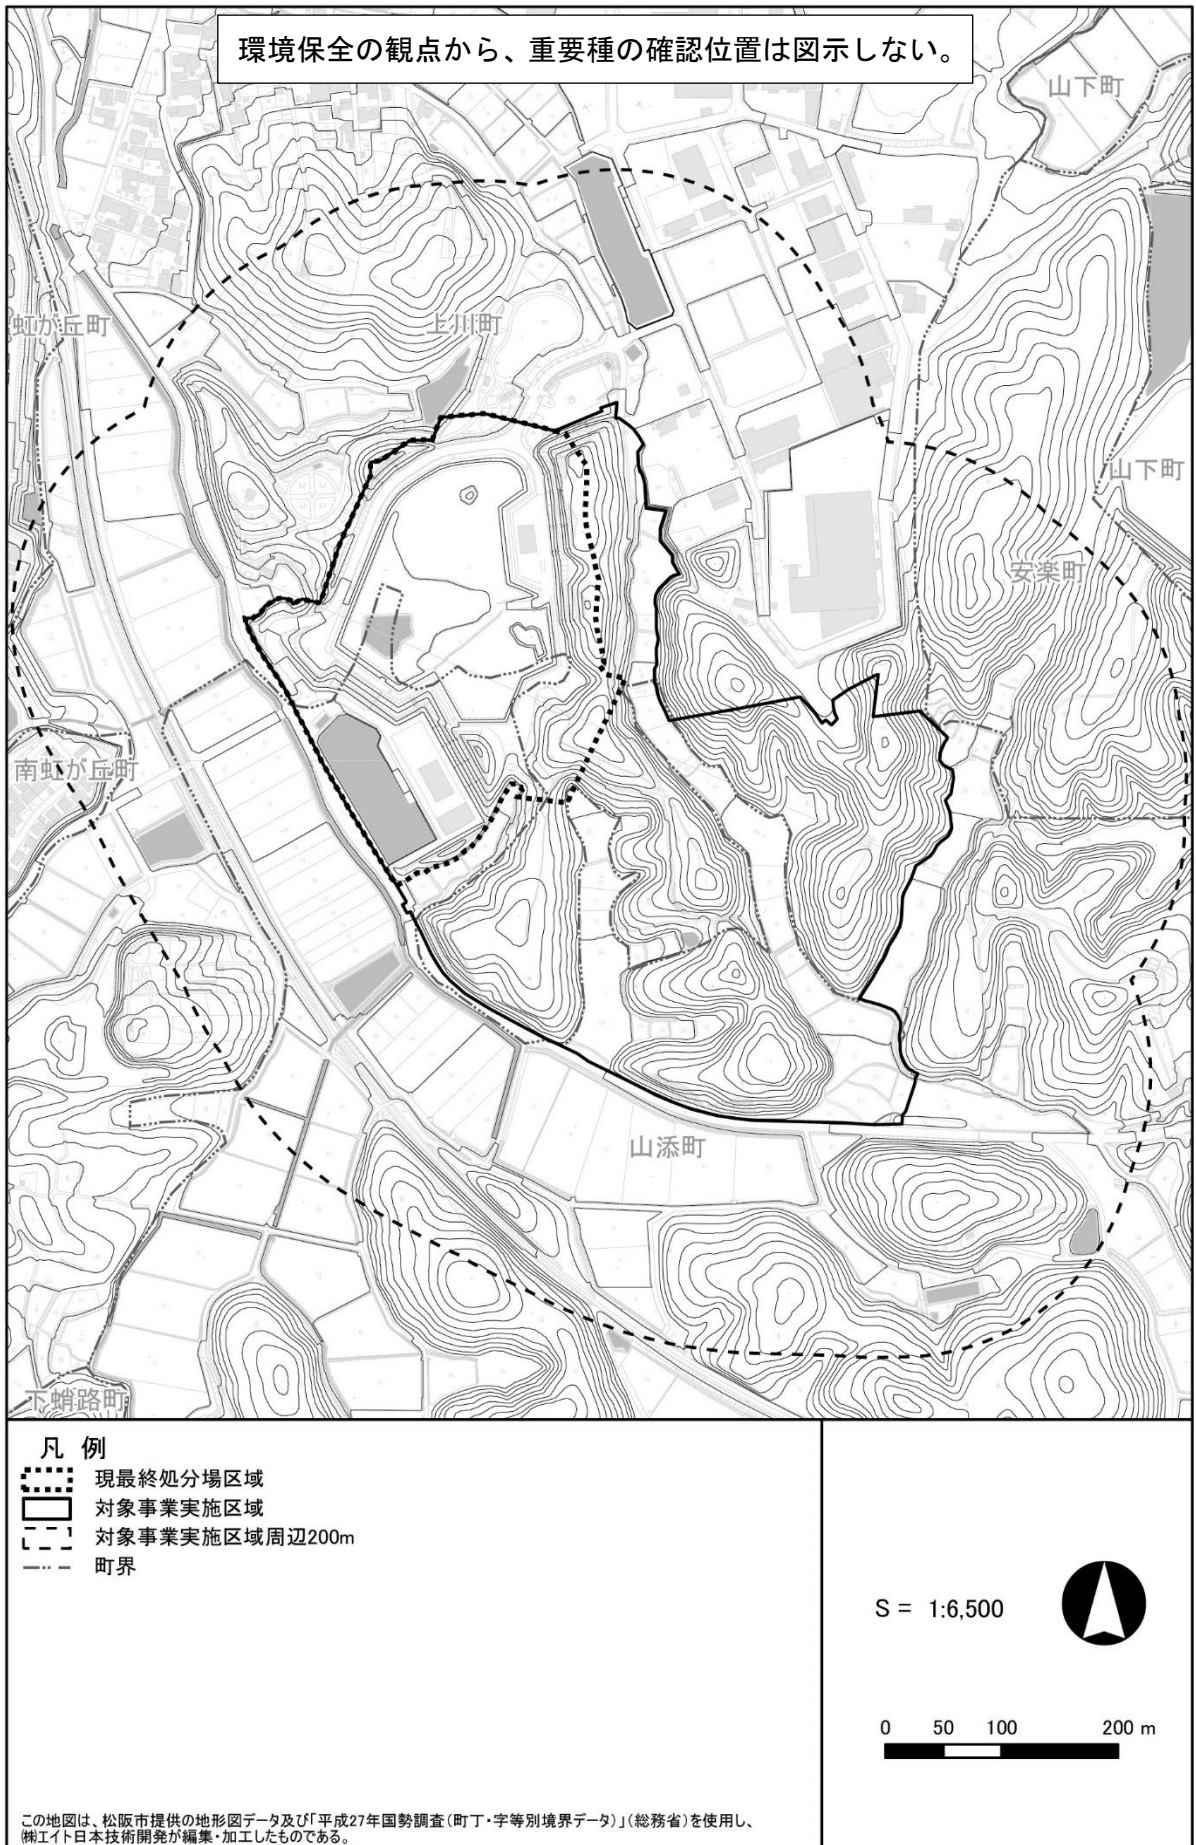 環境保全の観点から、重要種の確認位置は図示しない。
山下町
虹が丘町
上川町
山下町
安楽町
南虹が丘町
山添町
下蛸路町
凡 例
現最終処分場区域
対象事業実施区域
対象事業実施区域周辺200m
町界
S = 1:6,500
0 50 100 200 m
この地図は、松阪市提供の地形図データ及び「平成27年国勢調査(町丁・字等別境界データ)」(総務省)を使用し、
㈱エイト日本技術開発が編集・加工したものである。